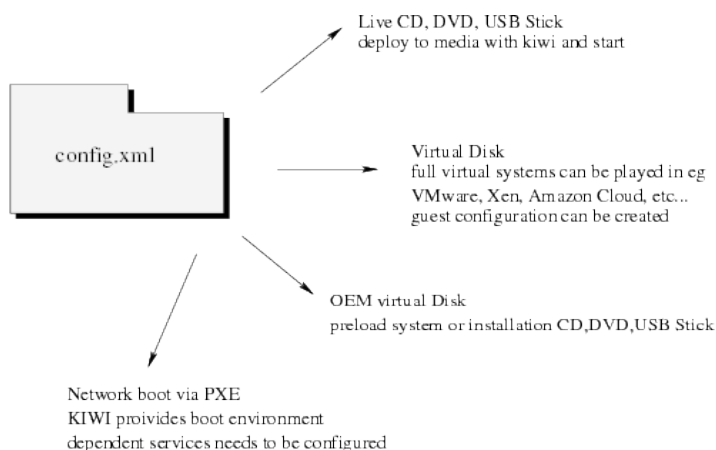 Live CD, DVD, USB Stick
deploy to media with kiwi and start
config.xml
Virtual Disk
full virtual systems can be played in eg
VMware, Xen, Amazon Cloud, etc...
guest configuration can be created
OEM virtual Disk
preload system or installation CD,DVD,USB Stick
Network boot via PXE
KIWI proivides boot environment
dependent services needs to be configured